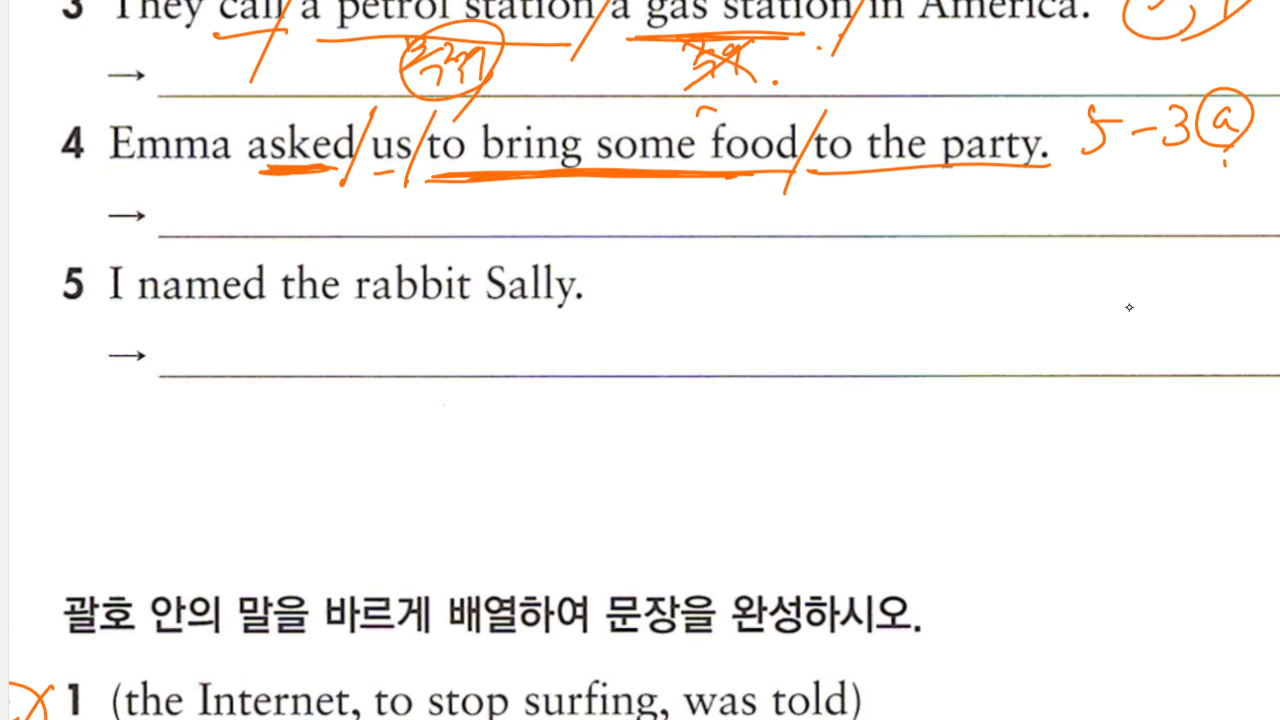 3 They call a petrol station a gas station in America.
→
4 Emma asked us to bring some food to the party. 5-3 a
→
5 I named the rabbit Sally.
→
괄호 안의 말을 바르게 배열하여 문장을 완성하시오.
1 (the Internet, to stop surfing, was told)